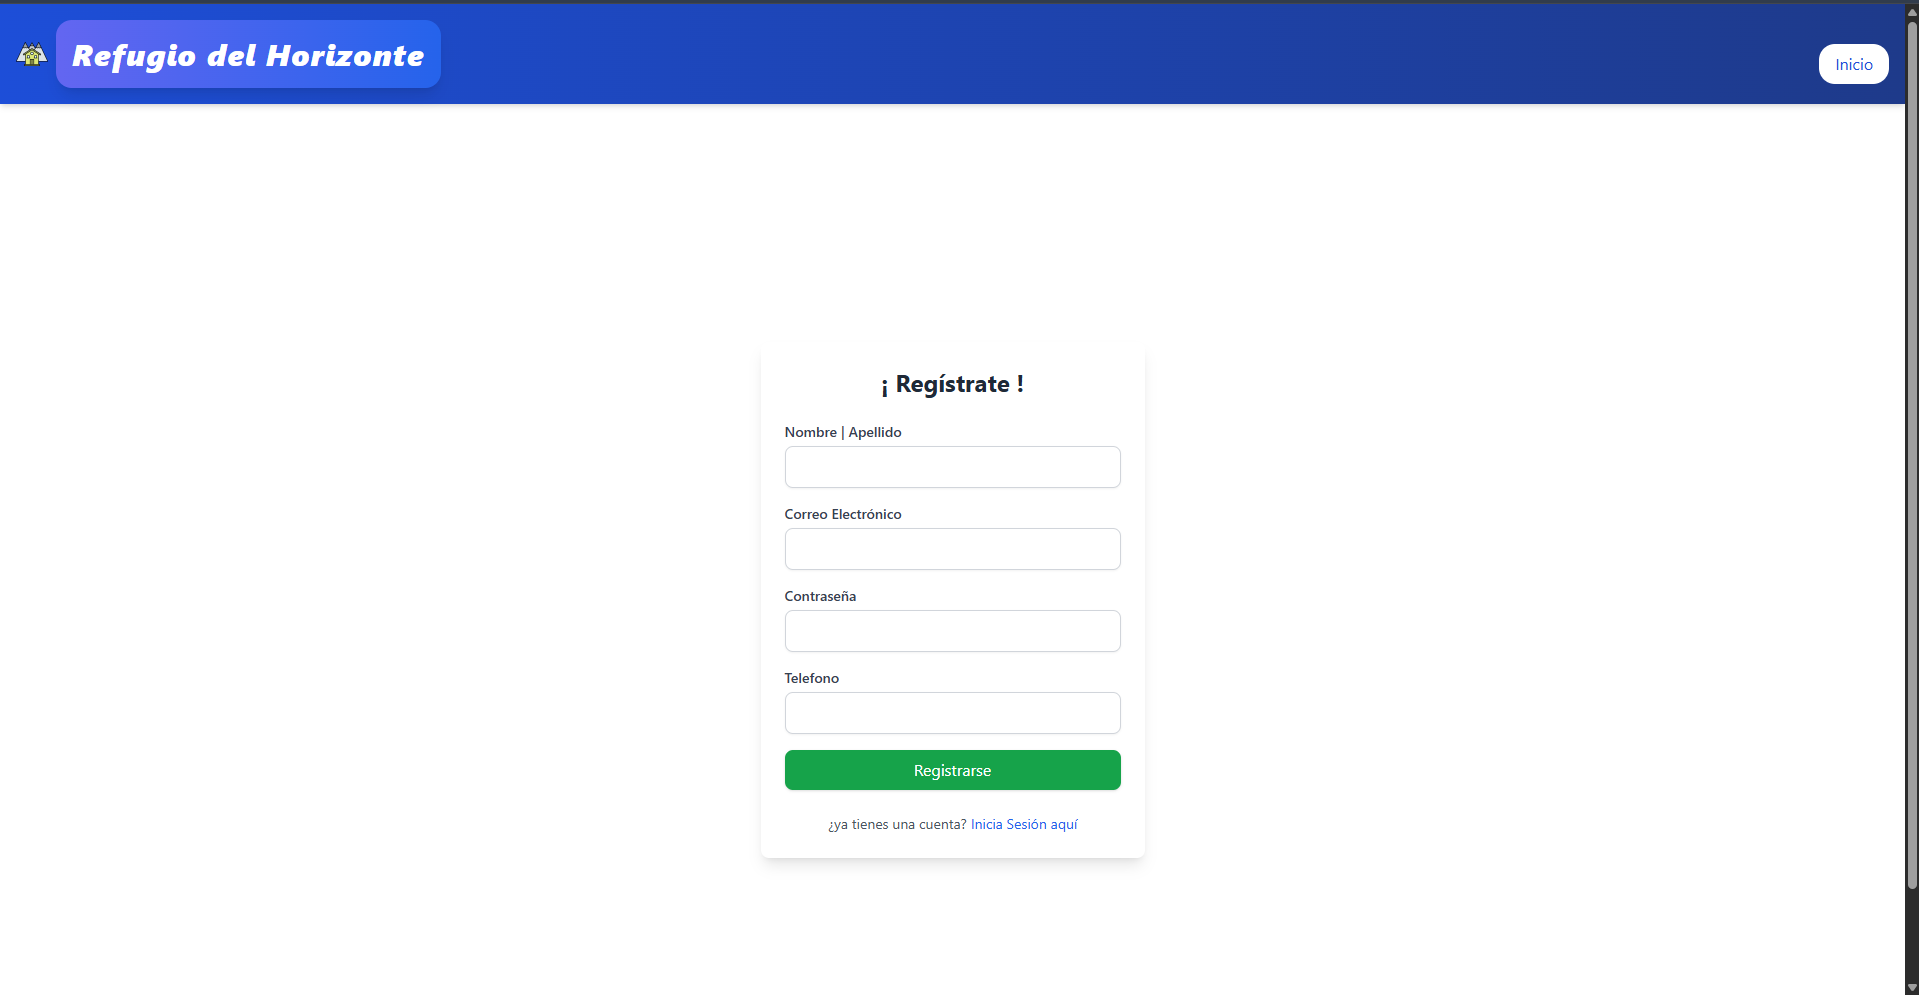 Refugio del Horizonte
Inicio
¡ Regístrate !
Nombre | Apellido
Correo Electrónico
Contraseña
Telefono
Registrarse
¿ya tienes una cuenta? Inicia Sesión aquí